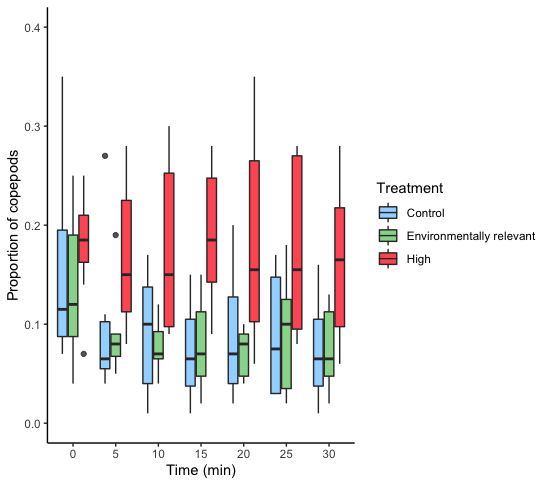 Proportion of copepods
0.4
0.3
0.2
0.1
0.0
0 5 10 15 20 25 30
Time (min)
Treatment
Control
Environmentally relevant
High